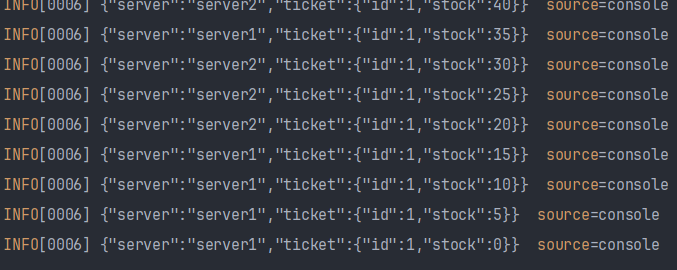 INFO[0006] {"server":"server2","ticket":{"id":1,"stock":40}}  source=console
INFO[0006] {"server":"server1","ticket":{"id":1,"stock":35}}  source=console
INFO[0006] {"server":"server2","ticket":{"id":1,"stock":30}}  source=console
INFO[0006] {"server":"server2","ticket":{"id":1,"stock":25}}  source=console
INFO[0006] {"server":"server2","ticket":{"id":1,"stock":20}}  source=console
INFO[0006] {"server":"server1","ticket":{"id":1,"stock":15}}  source=console
INFO[0006] {"server":"server1","ticket":{"id":1,"stock":10}}  source=console
INFO[0006] {"server":"server1","ticket":{"id":1,"stock":5}}  source=console
INFO[0006] {"server":"server1","ticket":{"id":1,"stock":0}}  source=console